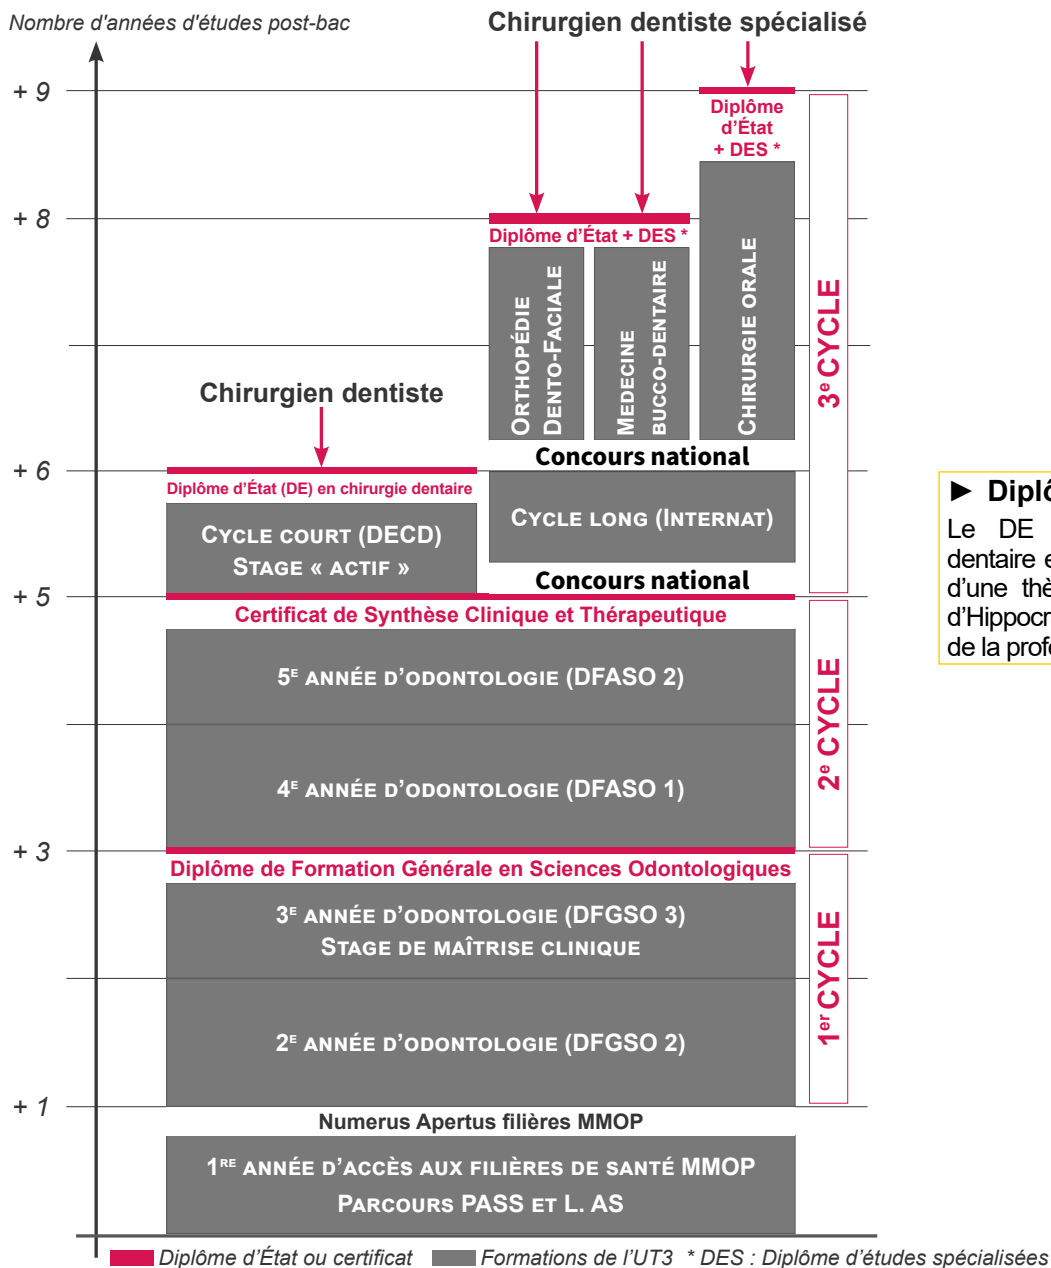 Nombre d'années d'études post-bac
Chirurgien dentiste spécialisé
+ 9
Diplôme
d’État
+ DES *
+ 8
Diplôme d’État + DES *
Orthopédie
Dento-Faciale
Medecine
bucco-dentaire
Chirurgie orale
3e CYCLE
Chirurgien dentiste
Concours national
+ 6
Diplôme d’État (DE) en chirurgie dentaire
Cycle court (DECD)
Stage « actif »
Cycle long (Internat)
Concours national
+ 5
Certificat de Synthèse Clinique et Thérapeutique
5e année d’odontologie (DFASO 2)
4e année d’odontologie (DFASO 1)
2e CYCLE
+ 3
Diplôme de Formation Générale en Sciences Odontologiques
3e année d’odontologie (DFGSO 3)
Stage de maîtrise clinique
2e année d’odontologie (DFGSO 2)
1er CYCLE
+ 1
Numerus Apertus filières MMOP
1re année d’accès aux filières de santé MMOP
Parcours PASS et L. AS
Diplôme d’État ou certificat
Formations de l’UT3
* DES : Diplôme d’études spécialisées
►
Le DE
dentaire
d’une
de la